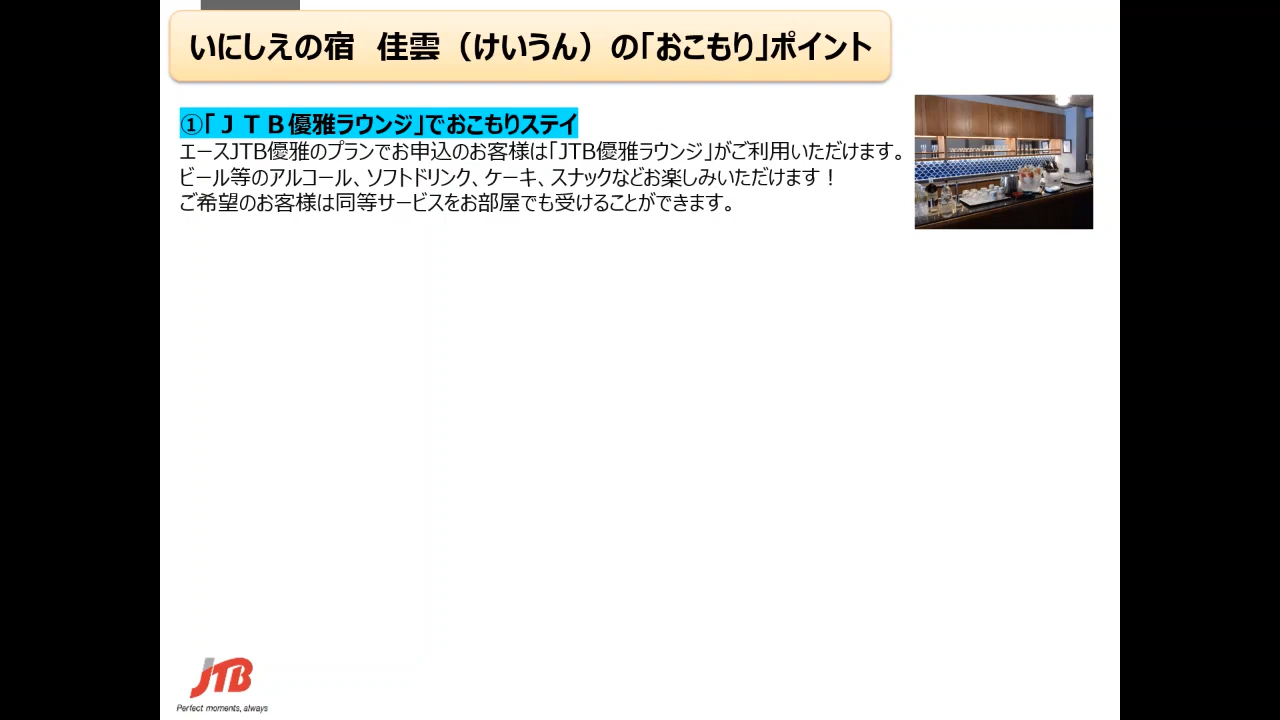 いにしえの宿　佳雲（けいうん）の「おこもり」ポイント
①「ＪＴＢ優雅ラウンジ」でおこもりステイ
エースJTB優雅のプランでお申込のお客様は「JTB優雅ラウンジ」がご利用いただけます。
ビール等のアルコール、ソフトドリンク、ケーキ、スナックなどお楽しみいただけます！
ご希望のお客様は同等サービスをお部屋でも受けることができます。
JTB
Perfect moments, always